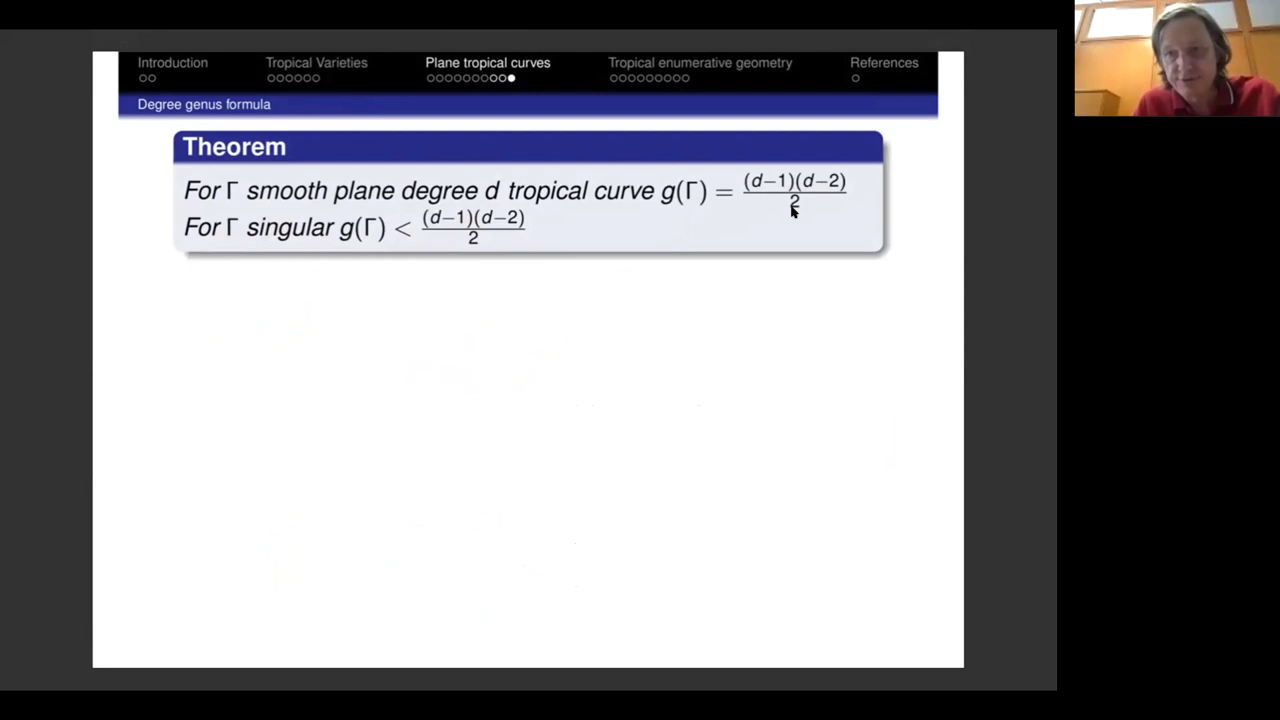 Introduction Tropical Varieties Plane tropical curves Tropical enumerative geometry References
Degree genus formula
Theorem
For Γ smooth plane degree d tropical curve g(Γ) = (d−1)(d−2)/2
For Γ singular g(Γ) < (d−1)(d−2)/2